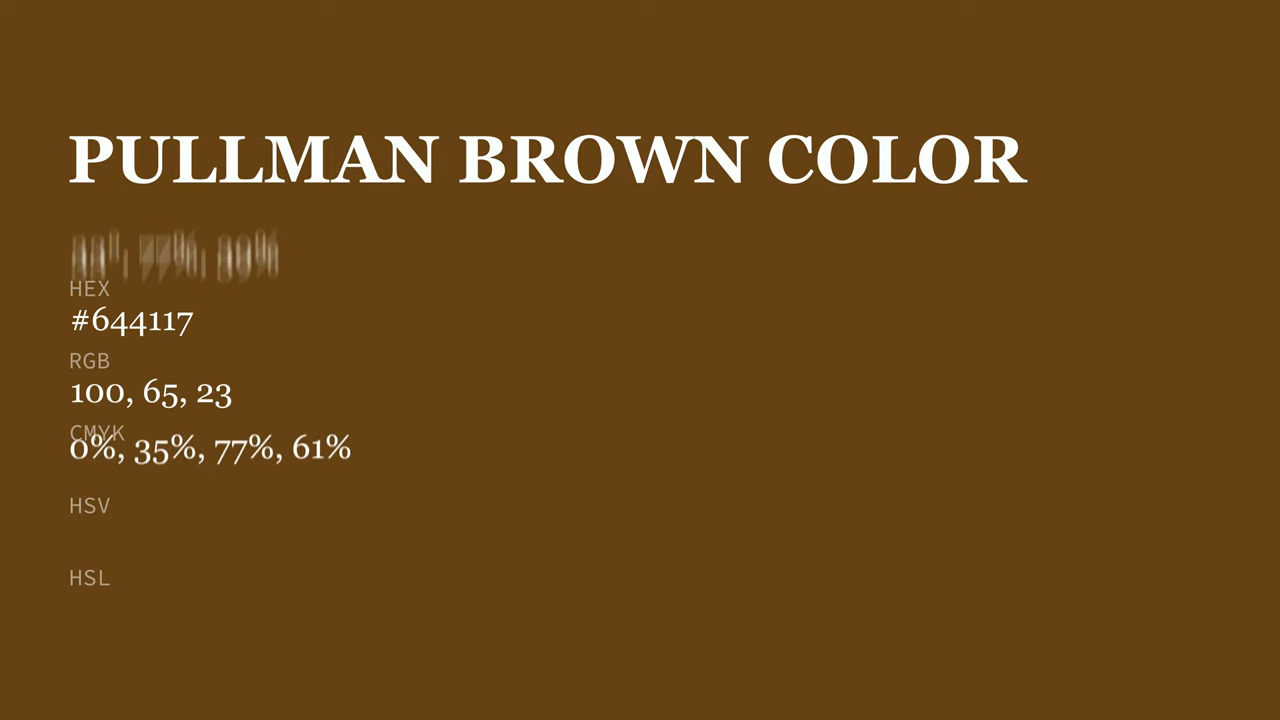 PULLMAN BROWN COLOR
HEX
#644117
RGB
100, 65, 23
CMYK
0%, 35%, 77%, 61%
HSV
HSL